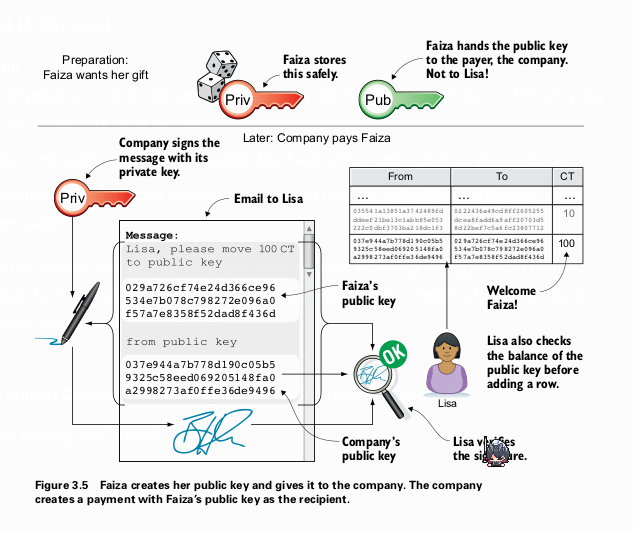 Preparation:
Faiza wants her gift
Priv
Faiza stores
this safely.
Pub
Faiza hands the public key
to the payer, the company.
Not to Lisa!
Later: Company pays Faiza
Company signs the
message with its
private key.
Priv
Email to Lisa
Message:
Lisa, please move 100 CT
to public key
029a726cf74e24d366ce96
534e7b078c798272e096a0
f57a7e8358f52dad8f436d
from public key
037e944a7b778d190c05b5
9325c58eed069205148fa0
a2998273af0ffe36de9496
Faiza's
public key
Company's
public key
From To CT
... ... ...
035541a13851a3742489fd 0222436a49cd8ff2605255 10
ddeef21be13c1abb85e053 dcea8fadd6a9aff20703d5
222c0dbf3703ba218dc1f3 8d22bef7c5a6fc23807712
037e944a7b778d190c05b5 029a726cf74e24d366ce96 100
9325c58eed069205148fa0 534e7b078c798272e096a0
a2998273af0ffe36de9496 f57a7e8358f52dad8f436d
Welcome
Faiza!
OK
Lisa
Lisa also checks
the balance of the
public key before
adding a row.
Lisa
the
Figure 3.5 Faiza creates her public key and gives it to the company. The company
creates a payment with Faiza's public key as the recipient.